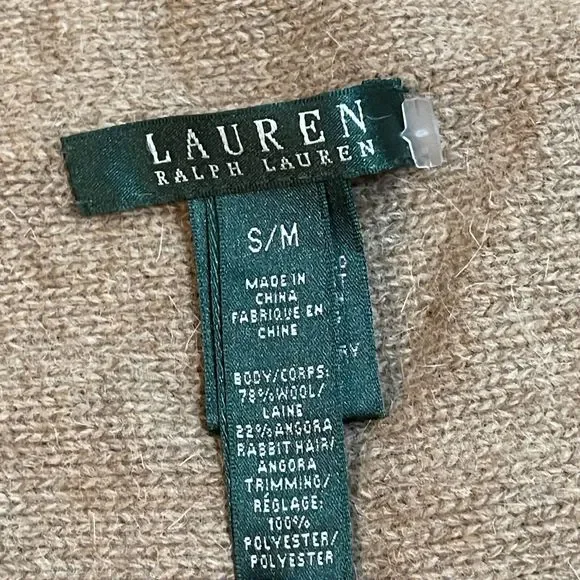 LAUREN
RALPH LAUREN
S/M
MADE IN
CHINA
FABRIQUE EN
CHINE
BODY/CORPS:
78% WOOL/
LAINE
22% ANGORA
RABBIT HAIR/
ANGORA
TRIMMING/
RÉGLAGE:
100%
POLYESTER/
POLYESTER